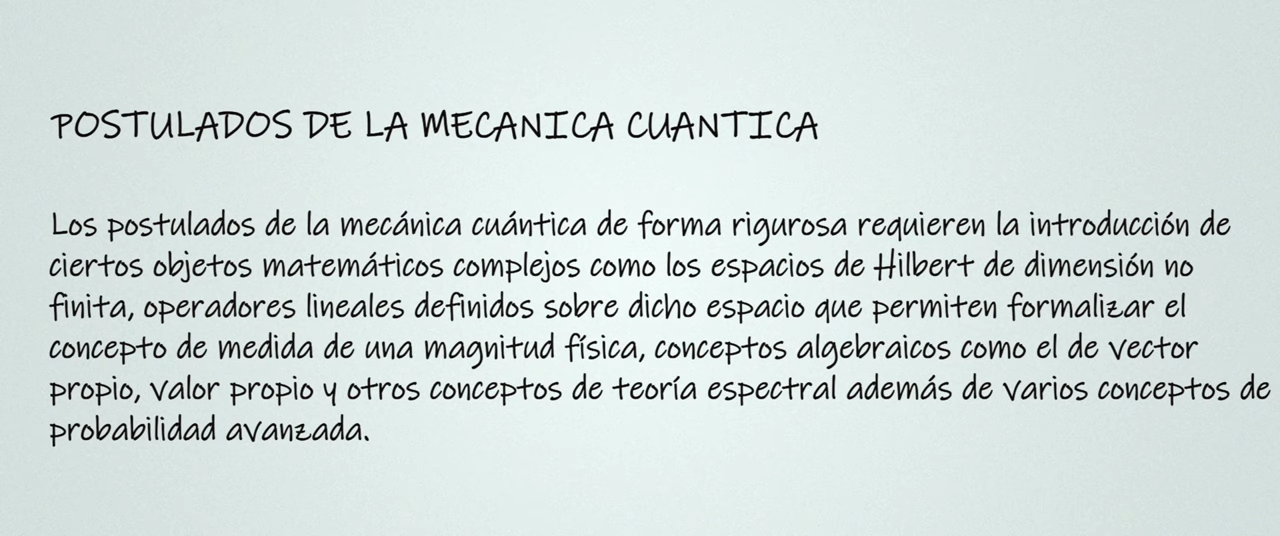 POSTULADOS DE LA MECANICA CUANTICA
Los postulados de la mecánica cuántica de forma rigurosa requieren la introducción de
ciertos objetos matemáticos complejos como los espacios de Hilbert de dimensión no
finita, operadores lineales definidos sobre dicho espacio que permiten formalizar el
concepto de medida de una magnitud física, conceptos algebraicos como el de vector
propio, valor propio y otros conceptos de teoría espectral además de varios conceptos de
probabilidad avanzada.